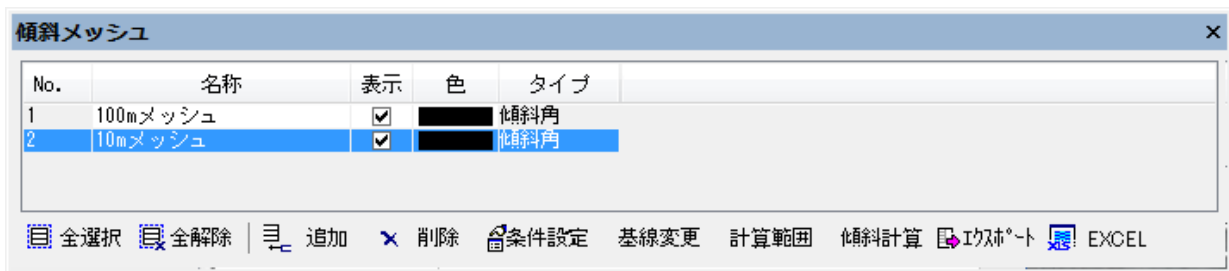 傾斜メッシュ ×
No. 名称 表示 色 タイプ
1 100mメッシュ 傾斜角
2 10mメッシュ 傾斜角
全選択 全解除 追加 削除 条件設定 基線変更 計算範囲 傾斜計算 ｴｸｽﾎﾟｰﾄ XLS EXCEL